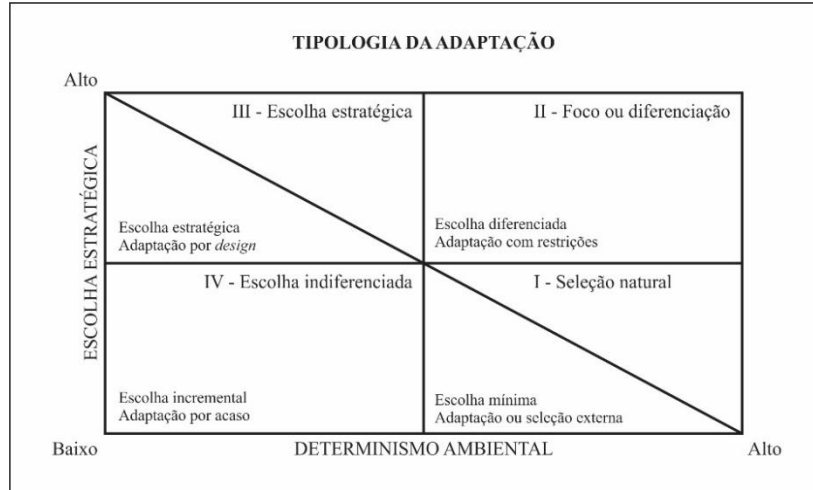 TIPOLOGIA DA ADAPTAÇÃO
Alto
III - Escolha estratégica
II - Foco ou diferenciação
ESCOLHA ESTRATÉGICA
Escolha estratégica
Adaptação por design
Escolha diferenciada
Adaptação com restrições
IV - Escolha indiferenciada
I - Seleção natural
Escolha incremental
Adaptação por acaso
Escolha mínima
Adaptação ou seleção externa
Baixo
DETERMINISMO AMBIENTAL
Alto